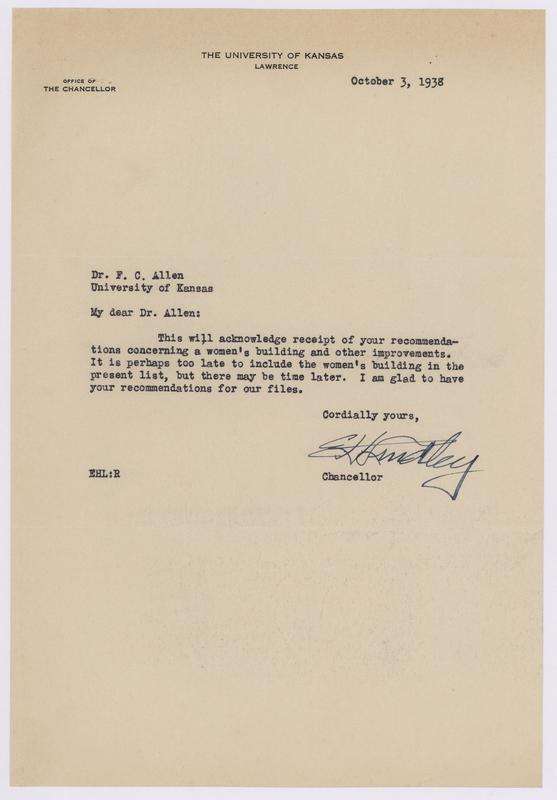 THE UNIVERSITY OF KANSAS
LAWRENCE
OFFICE OF
THE CHANCELLOR
October 3, 1938
Dr. F. C. Allen
University of Kansas
My dear Dr. Allen:
This will acknowledge receipt of your recommenda-
tions concerning a women's building and other improvements.
It is perhaps too late to include the women's building in the
present list, but there may be time later. I am glad to have
your recommendations for our files.
Cordially yours,
E H Lindley
Chancellor
EHL:R